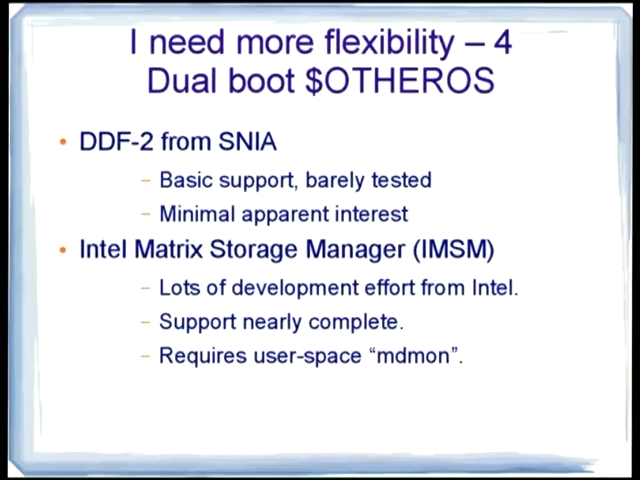 I need more flexibility – 4
Dual boot $OTHEROS
• DDF-2 from SNIA
– Basic support, barely tested
– Minimal apparent interest
• Intel Matrix Storage Manager (IMSM)
– Lots of development effort from Intel.
– Support nearly complete.
– Requires user-space “mdmon”.